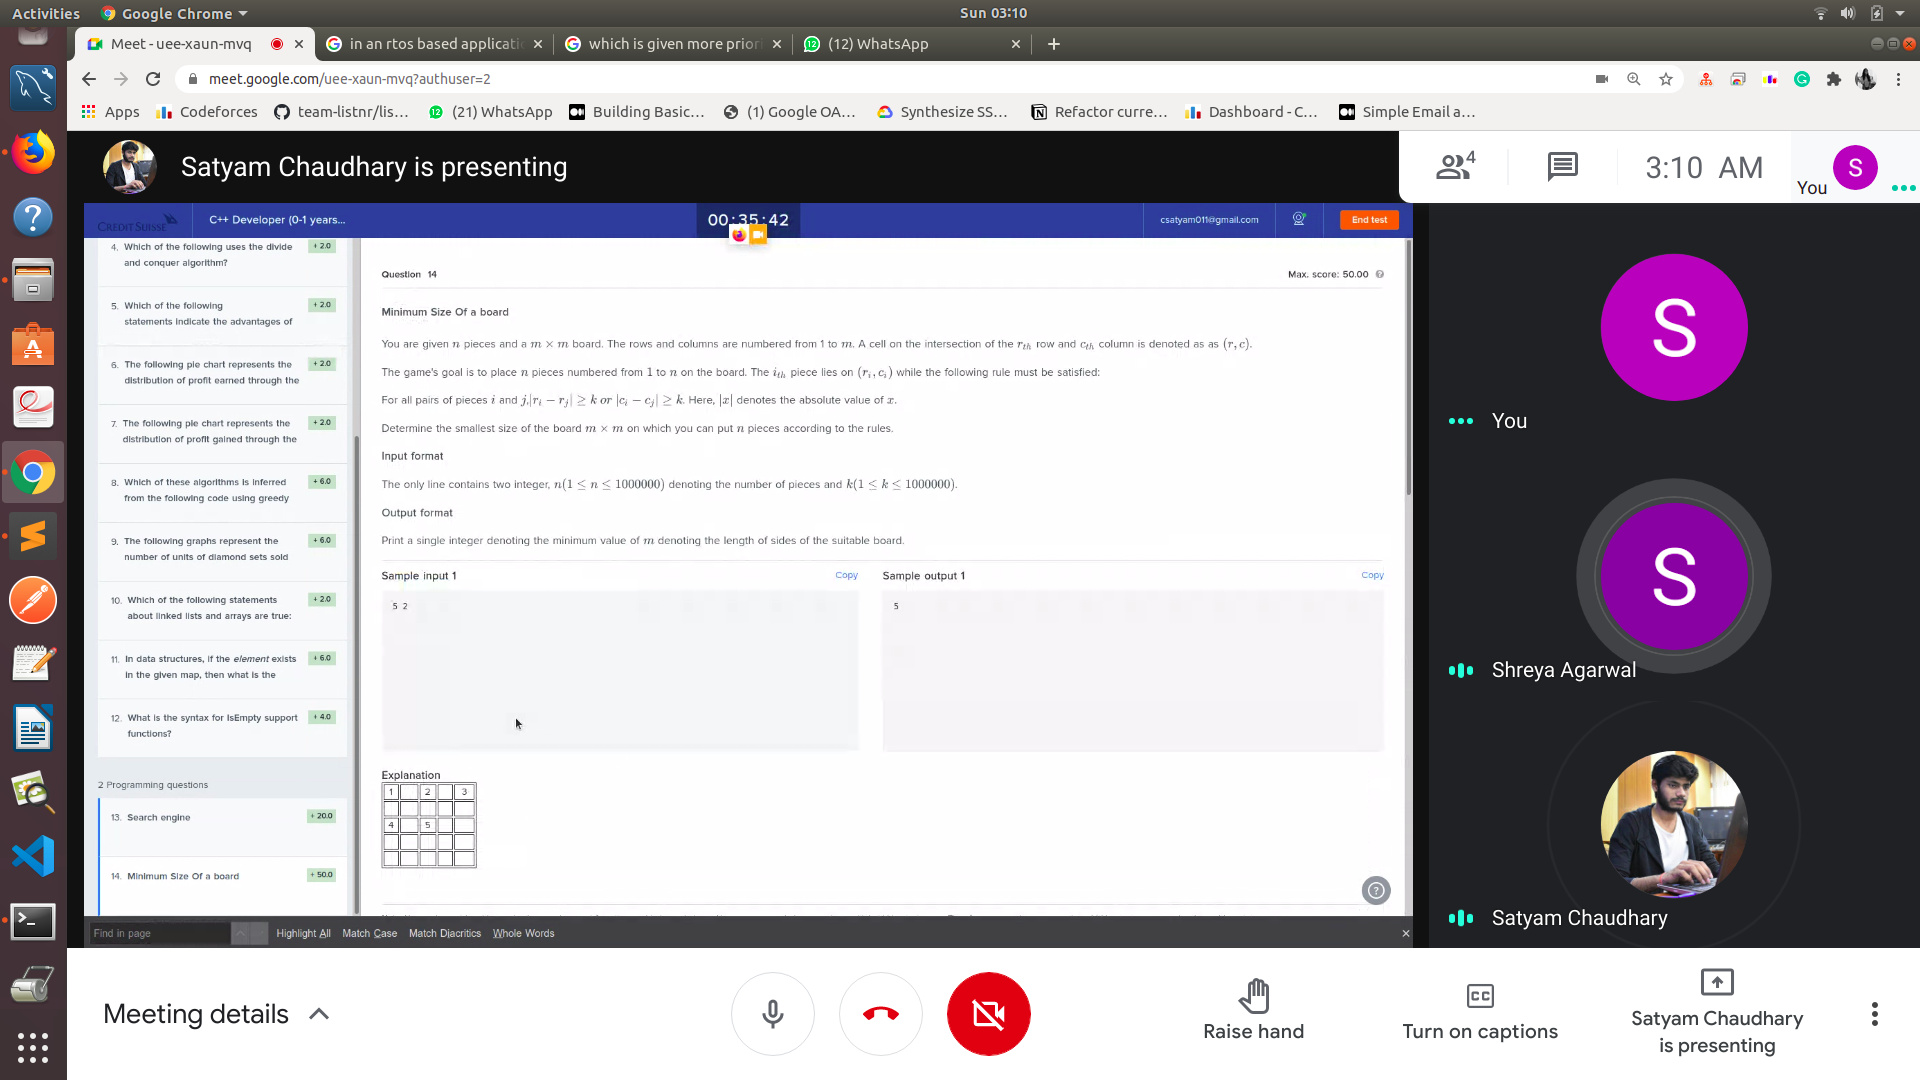 Activities
Google Chrome
Sun 03:10
Meet - uee-xaun-mvq
in an rtos based applicati
which is given more prior
(12) WhatsApp
meet.google.com/uee-xaun-mvq?authuser=2
Apps
Codeforces
team-listnr/lis...
(21) WhatsApp
Building Basic...
(1) Google OA...
Synthesize SS...
Refactor curre...
Dashboard - C...
Simple Email a...
Satyam Chaudhary is presenting
4
3:10 AM
You
S
CREDIT SUISSE
C++ Developer (0-1 years...
00:35:42
csatyam011@gmail.com
End test
4. Which of the following uses the divide
and conquer algorithm?
+ 2.0
5. Which of the following
statements indicate the advantages of
+ 2.0
6. The following pie chart represents the
distribution of profit earned through the
+ 2.0
7. The following pie chart represents the
distribution of profit gained through the
+ 2.0
8. Which of these algorithms is inferred
from the following code using greedy
+ 6.0
9. The following graphs represent the
number of units of diamond sets sold
+ 6.0
10. Which of the following statements
about linked lists and arrays are true:
+ 2.0
11. In data structures, if the element exists
in the given map, then what is the
+ 6.0
12. What is the syntax for IsEmpty support
functions?
+ 4.0
2 Programming questions
13. Search engine
+ 20.0
14. Minimum Size Of a board
+ 50.0
Question 14
Max. score: 50.00
Minimum Size Of a board
You are given n pieces and a m × m board. The rows and columns are numbered from 1 to m. A cell on the intersection of the r_th row and c_th column is denoted as as (r, c).
The game's goal is to place n pieces numbered from 1 to n on the board. The i_th piece lies on (r_i, c_i) while the following rule must be satisfied:
For all pairs of pieces i and j,|r_i − r_j| ≥ k or |c_i − c_j| ≥ k. Here, |x| denotes the absolute value of x.
Determine the smallest size of the board m × m on which you can put n pieces according to the rules.
Input format
The only line contains two integer, n(1 ≤ n ≤ 1000000) denoting the number of pieces and k(1 ≤ k ≤ 1000000).
Output format
Print a single integer denoting the minimum value of m denoting the length of sides of the suitable board.
Sample input 1
Copy
Sample output 1
Copy
5 2
5
Explanation
1 2 3
4 5
Find in page
Highlight All
Match Case
Match Diacritics
Whole Words
S
You
S
Shreya Agarwal
Satyam Chaudhary
Meeting details
Raise hand
Turn on captions
Satyam Chaudhary
is presenting